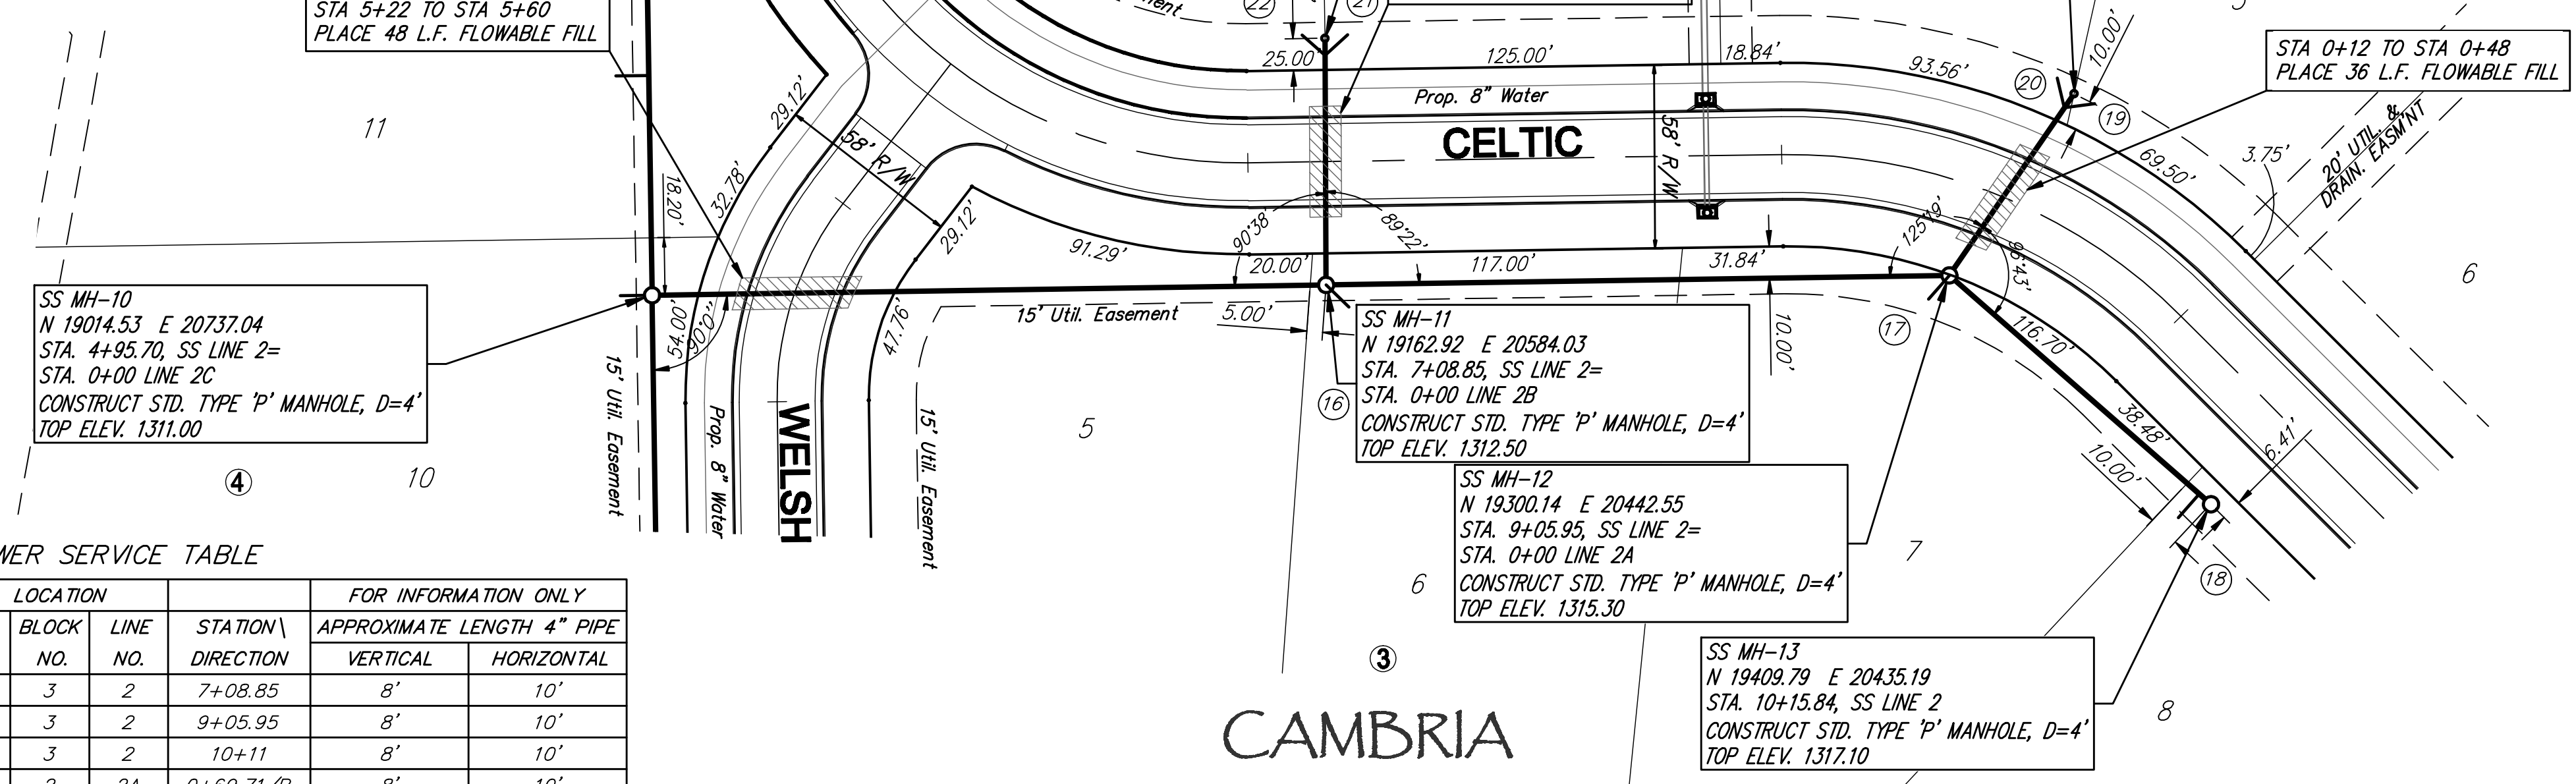 STA 5+22 TO STA 5+60
PLACE 48 L.F. FLOWABLE FILL
22
21
25.00'
125.00'
18.84'
93.56'
20
10.00'
19
STA 0+12 TO STA 0+48
PLACE 36 L.F. FLOWABLE FILL
11
29.12'
Prop. 8" Water
58' R/W
CELTIC
58' R/W
69.50'
3.75'
20' UTIL. &
DRAIN. EASM'NT
18.20'
32.78'
29.12'
91.29'
90°38'
89°22'
20.00'
117.00'
31.84'
125°19'
96°43'
6
SS MH-10
N 19014.53 E 20737.04
STA. 4+95.70, SS LINE 2=
STA. 0+00 LINE 2C
CONSTRUCT STD. TYPE 'P' MANHOLE, D=4'
TOP ELEV. 1311.00
54.00'
90°0'0"
47.76'
15' Util. Easement
5.00'
10.00'
17
116.70'
SS MH-11
N 19162.92 E 20584.03
STA. 7+08.85, SS LINE 2=
STA. 0+00 LINE 2B
CONSTRUCT STD. TYPE 'P' MANHOLE, D=4'
TOP ELEV. 1312.50
16
15' Util. Easement
Prop. 8" Water
WELSH
15' Util. Easement
5
38.48'
6.41'
10.00'
4
10
SS MH-12
N 19300.14 E 20442.55
STA. 9+05.95, SS LINE 2=
STA. 0+00 LINE 2A
CONSTRUCT STD. TYPE 'P' MANHOLE, D=4'
TOP ELEV. 1315.30
7
18
6
3
SS MH-13
N 19409.79 E 20435.19
STA. 10+15.84, SS LINE 2
CONSTRUCT STD. TYPE 'P' MANHOLE, D=4'
TOP ELEV. 1317.10
8
CAMBRIA
SERVICE TABLE
LOCATION FOR INFORMATION ONLY
BLOCK LINE STATION\ APPROXIMATE LENGTH 4" PIPE
NO. NO. DIRECTION VERTICAL HORIZONTAL
3 2 7+08.85 8' 10'
3 2 9+05.95 8' 10'
3 2 10+11 8' 10'